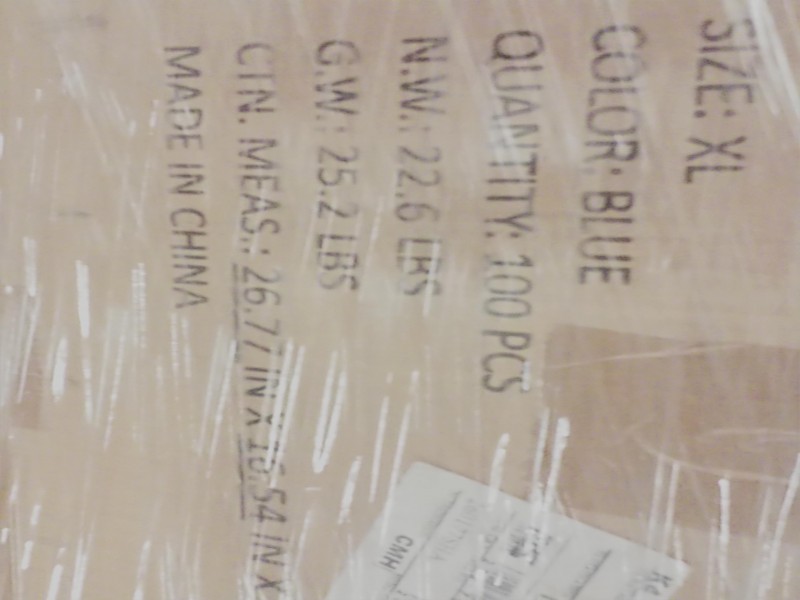 SIZE: XL
COLOR: BLUE
QUANTITY: 100 PCS
N.W.: 22.6 LBS
G.W.: 25.2 LBS
CTN. MEAS.: 26.77 IN X 16.54 IN X
MADE IN CHINA
CMH